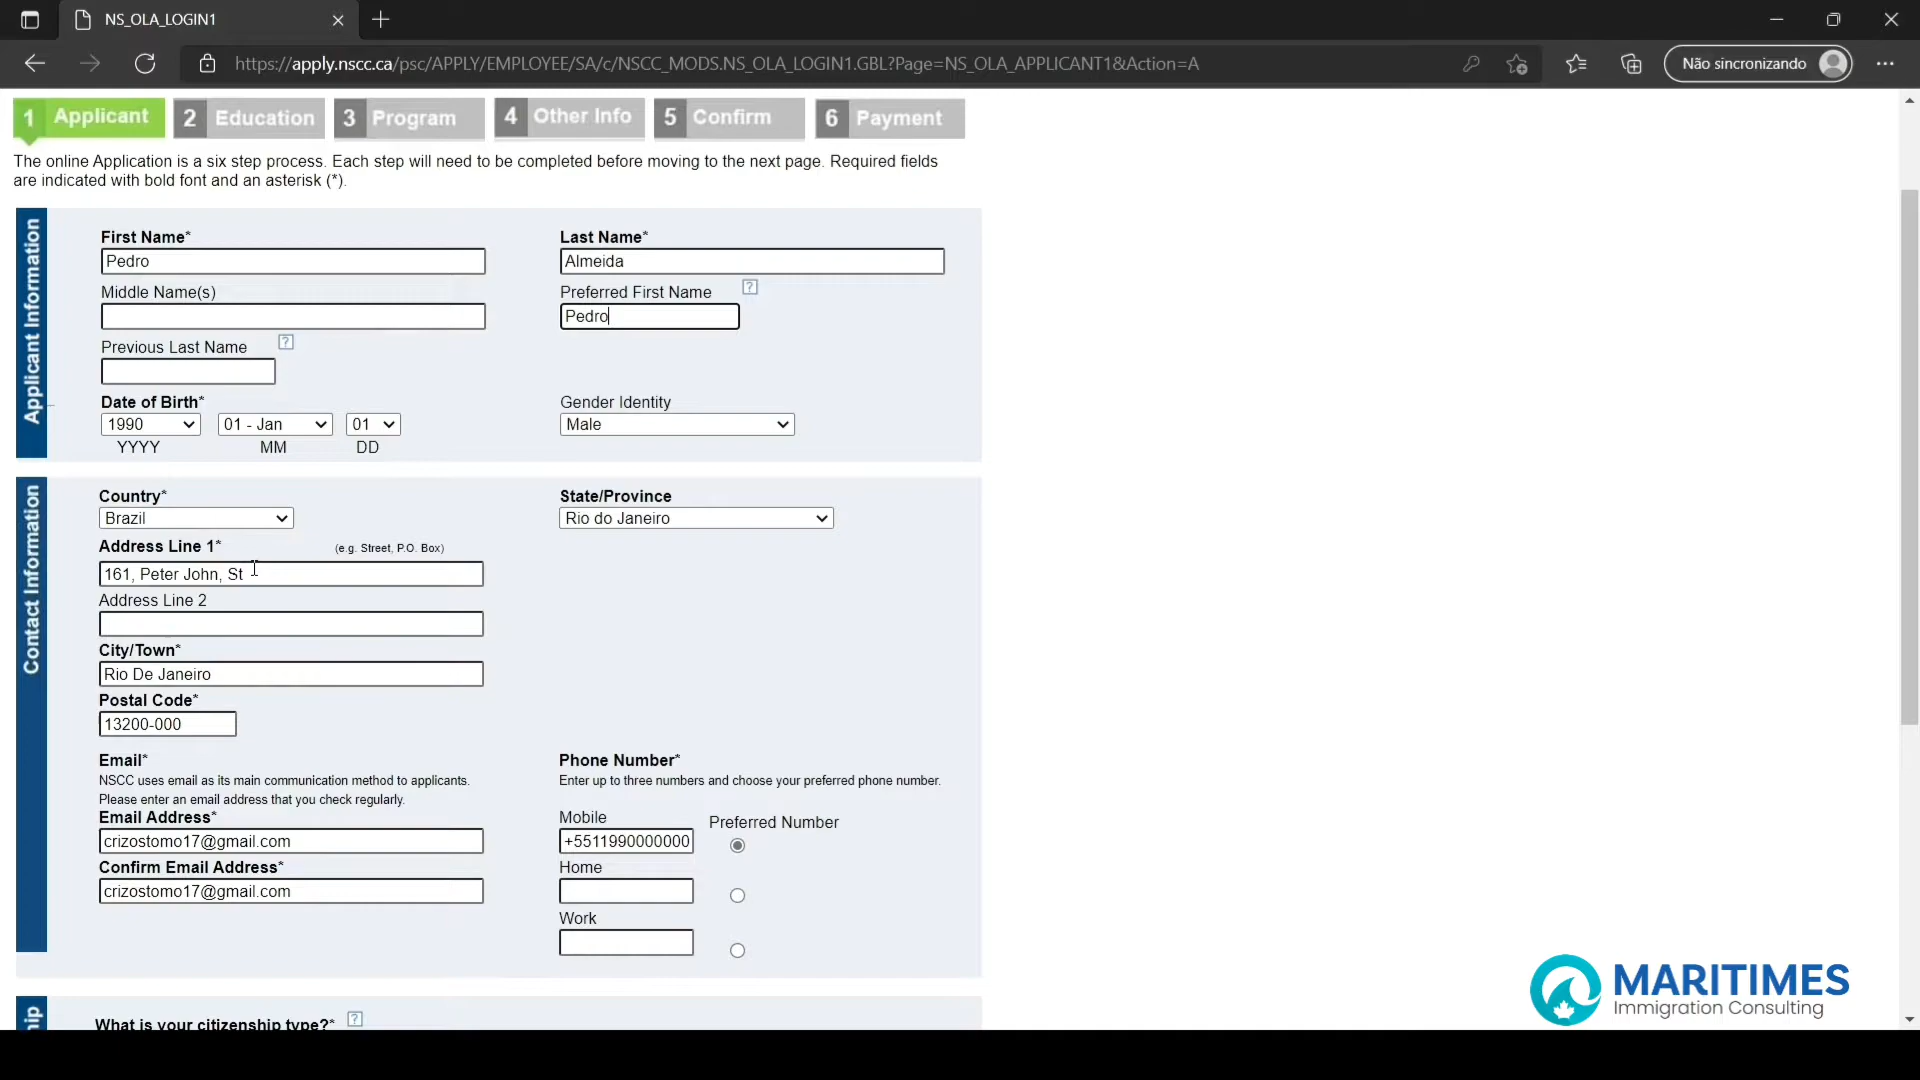 NS_OLA_LOGIN1
https://apply.nscc.ca/psc/APPLY/EMPLOYEE/SA/c/NSCC_MODS.NS_OLA_LOGIN1.GBL?Page=NS_OLA_APPLICANT1&Action=A
Não sincronizando
1 Applicant
2 Education
3 Program
4 Other Info
5 Confirm
6 Payment
The online Application is a six step process. Each step will need to be completed before moving to the next page. Required fields
are indicated with bold font and an asterisk (*).
Applicant Information
First Name*
Last Name*
Pedro
Almeida
Middle Name(s)
Preferred First Name
?
Pedro
Previous Last Name
?
Date of Birth*
Gender Identity
1990
01 - Jan
01
Male
YYYY
MM
DD
Contact Information
Country*
State/Province
Brazil
Rio do Janeiro
Address Line 1*
(e.g. Street, P.O. Box)
161, Peter John, St
Address Line 2
City/Town*
Rio De Janeiro
Postal Code*
13200-000
Email*
Phone Number*
NSCC uses email as its main communication method to applicants.
Enter up to three numbers and choose your preferred phone number.
Please enter an email address that you check regularly.
Email Address*
Mobile
Preferred Number
crizostomo17@gmail.com
+5511990000000
Confirm Email Address*
Home
crizostomo17@gmail.com
Work
What is your citizenship type?*
?
MARITIMES
Immigration Consulting